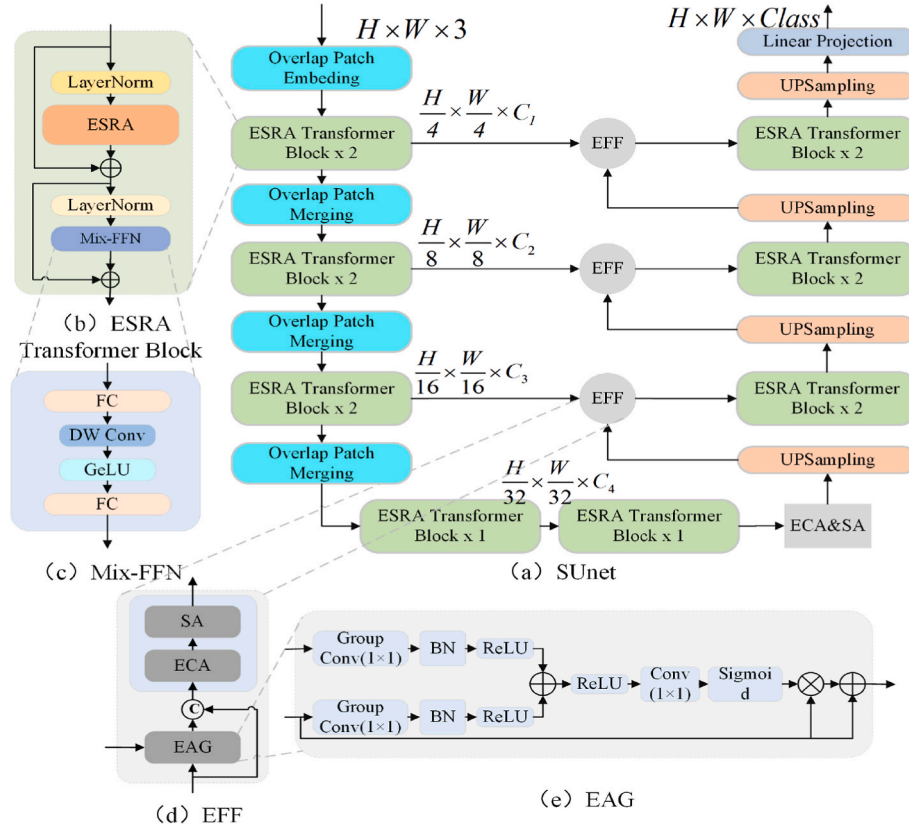 H×W×3
H×W×Class
Overlap Patch
Embeding
Linear Projection
UPSampling
LayerNorm
ESRA
LayerNorm
Mix-FFN
（b）ESRA
Transformer Block
ESRA Transformer
Block x 2
H/4 × W/4 × C₁
EFF
ESRA Transformer
Block x 2
Overlap Patch
Merging
UPSampling
ESRA Transformer
Block x 2
H/8 × W/8 × C₂
EFF
ESRA Transformer
Block x 2
Overlap Patch
Merging
UPSampling
ESRA Transformer
Block x 2
H/16 × W/16 × C₃
EFF
ESRA Transformer
Block x 2
Overlap Patch
Merging
UPSampling
H/32 × W/32 × C₄
ESRA Transformer
Block x 1
ESRA Transformer
Block x 1
ECA&SA
（a）SUnet
FC
DW Conv
GeLU
FC
（c）Mix-FFN
SA
ECA
C
EAG
（d）EFF
Group
Conv(1×1)
BN
ReLU
Group
Conv(1×1)
BN
ReLU
ReLU
Conv
(1×1)
Sigmoi
d
（e）EAG